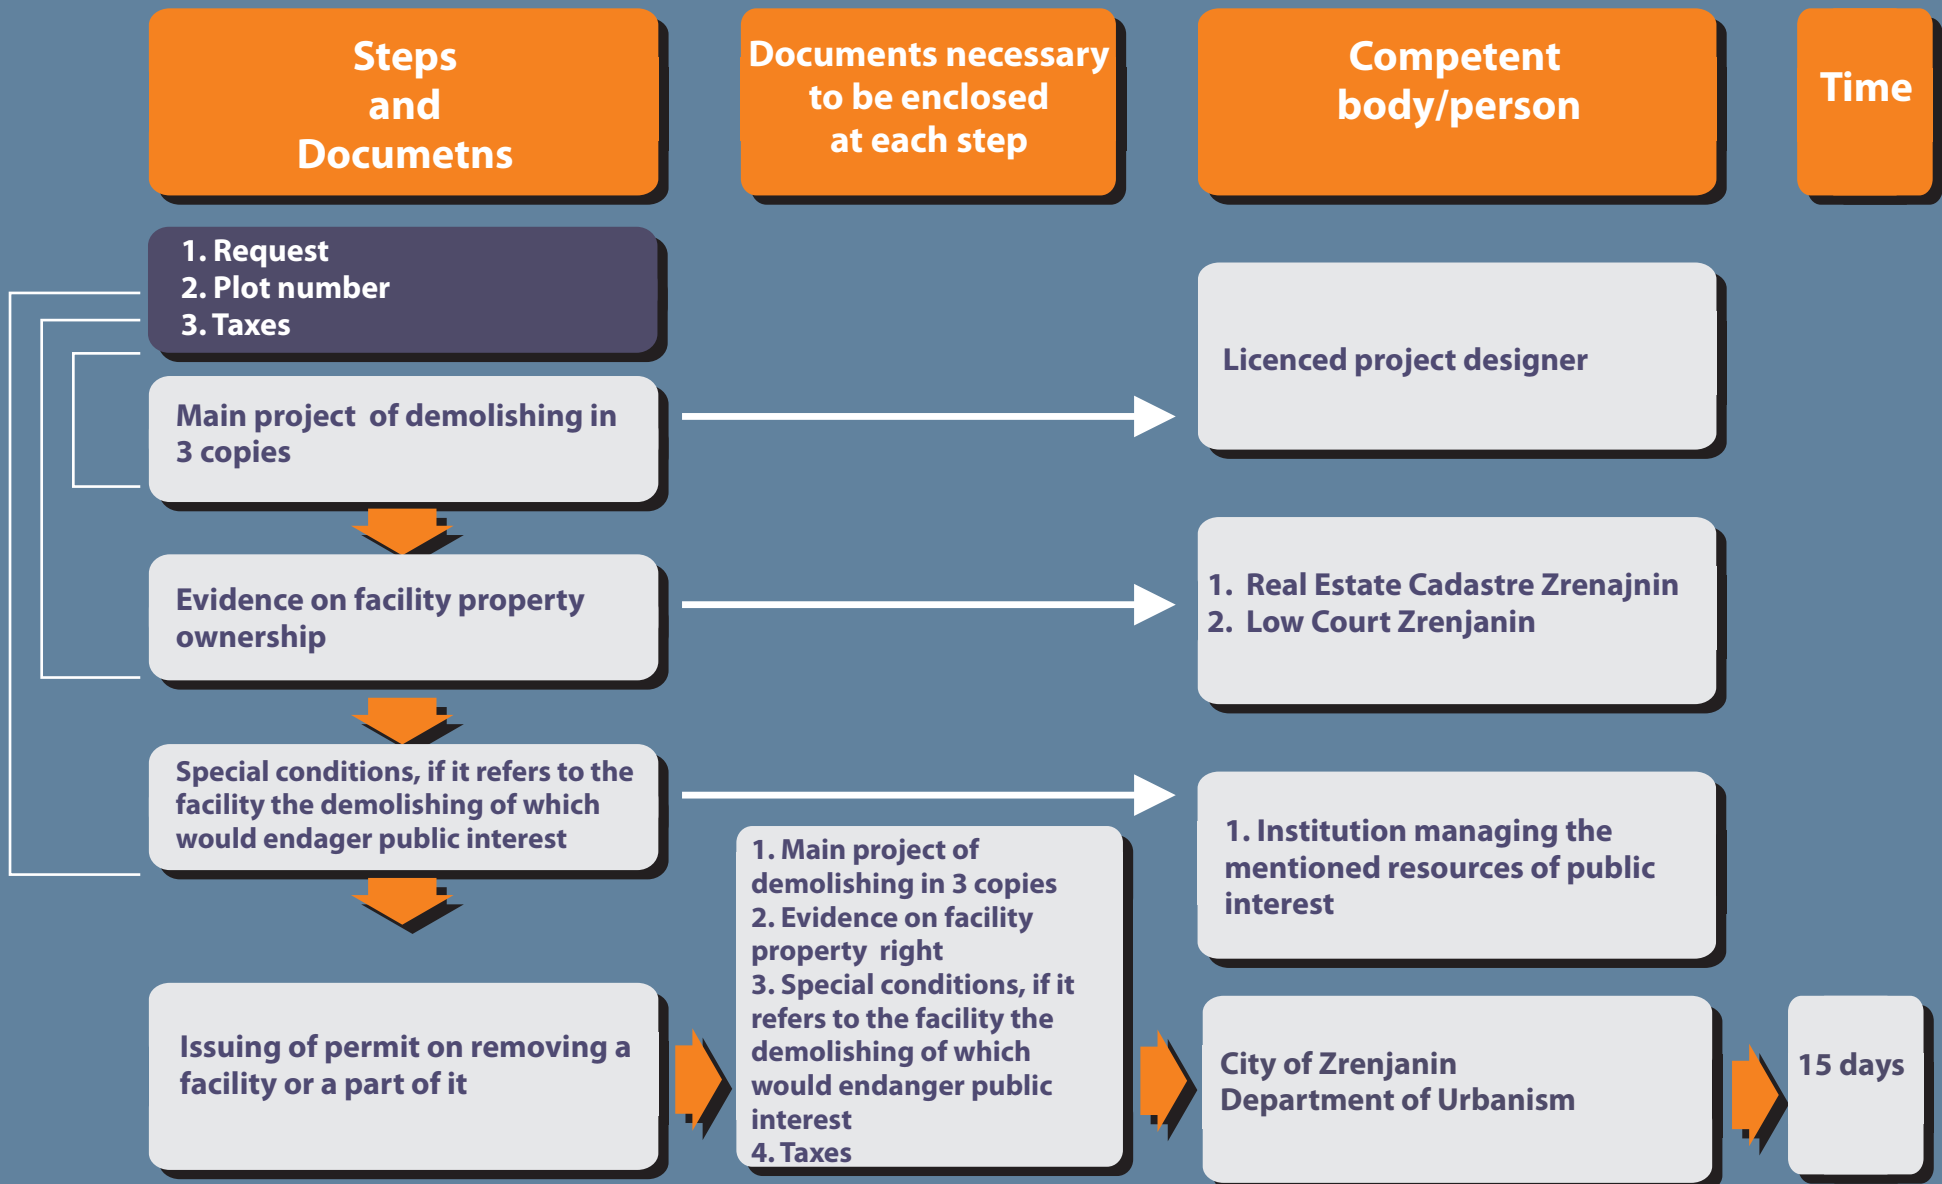 Steps
and
Documetns
Documents necessary
to be enclosed
at each step
Competent
body/person
Time
1. Request
2. Plot number
3. Taxes
Main project  of demolishing in
3 copies
Licenced project designer
Evidence on facility property
ownership
1.  Real Estate Cadastre Zrenajnin
2.  Low Court Zrenjanin
Special conditions, if it refers to the
facility the demolishing of which
would endager public interest
1. Institution managing the
mentioned resources of public
interest
Issuing of permit on removing a
facility or a part of it
1. Main project of
demolishing in 3 copies
2. Evidence on facility
property  right
3. Special conditions, if it
refers to the facility the
demolishing of which
would endanger public
interest
4. Taxes
City of Zrenjanin
Department of Urbanism
15 days